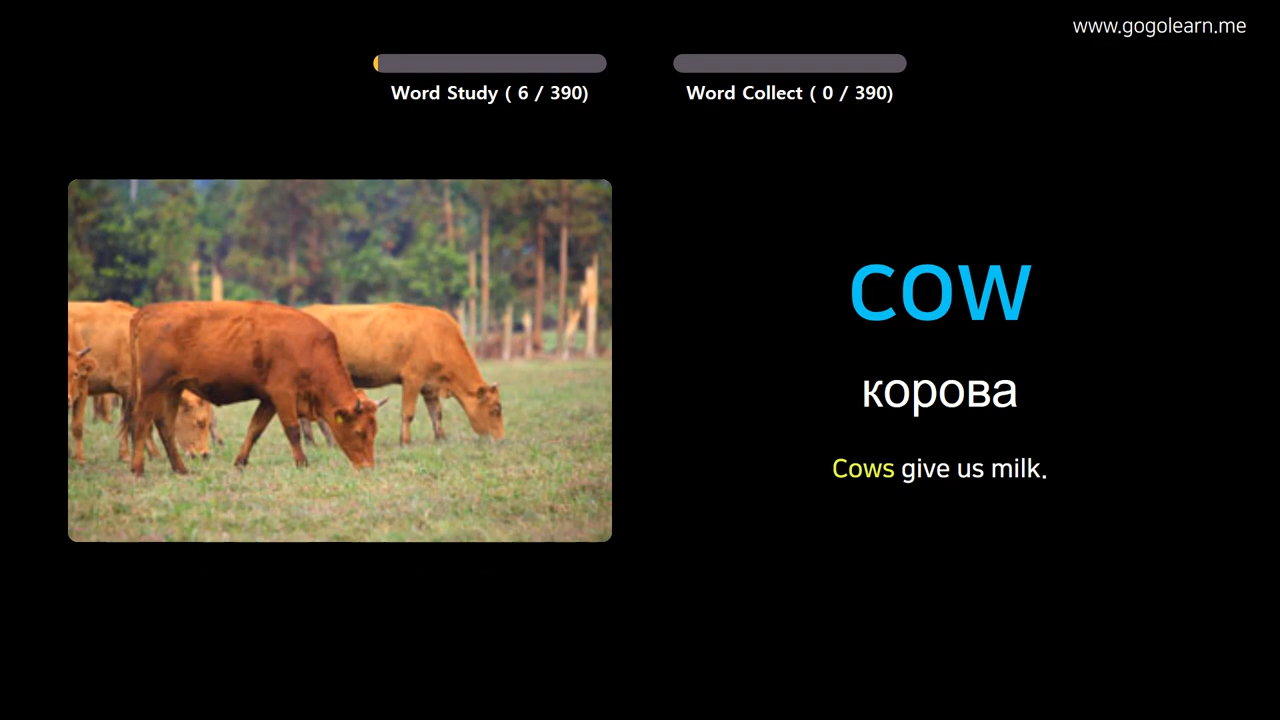 www.gogolearn.me
Word Study ( 6 / 390)
Word Collect ( 0 / 390)
cow
корова
Cows give us milk.